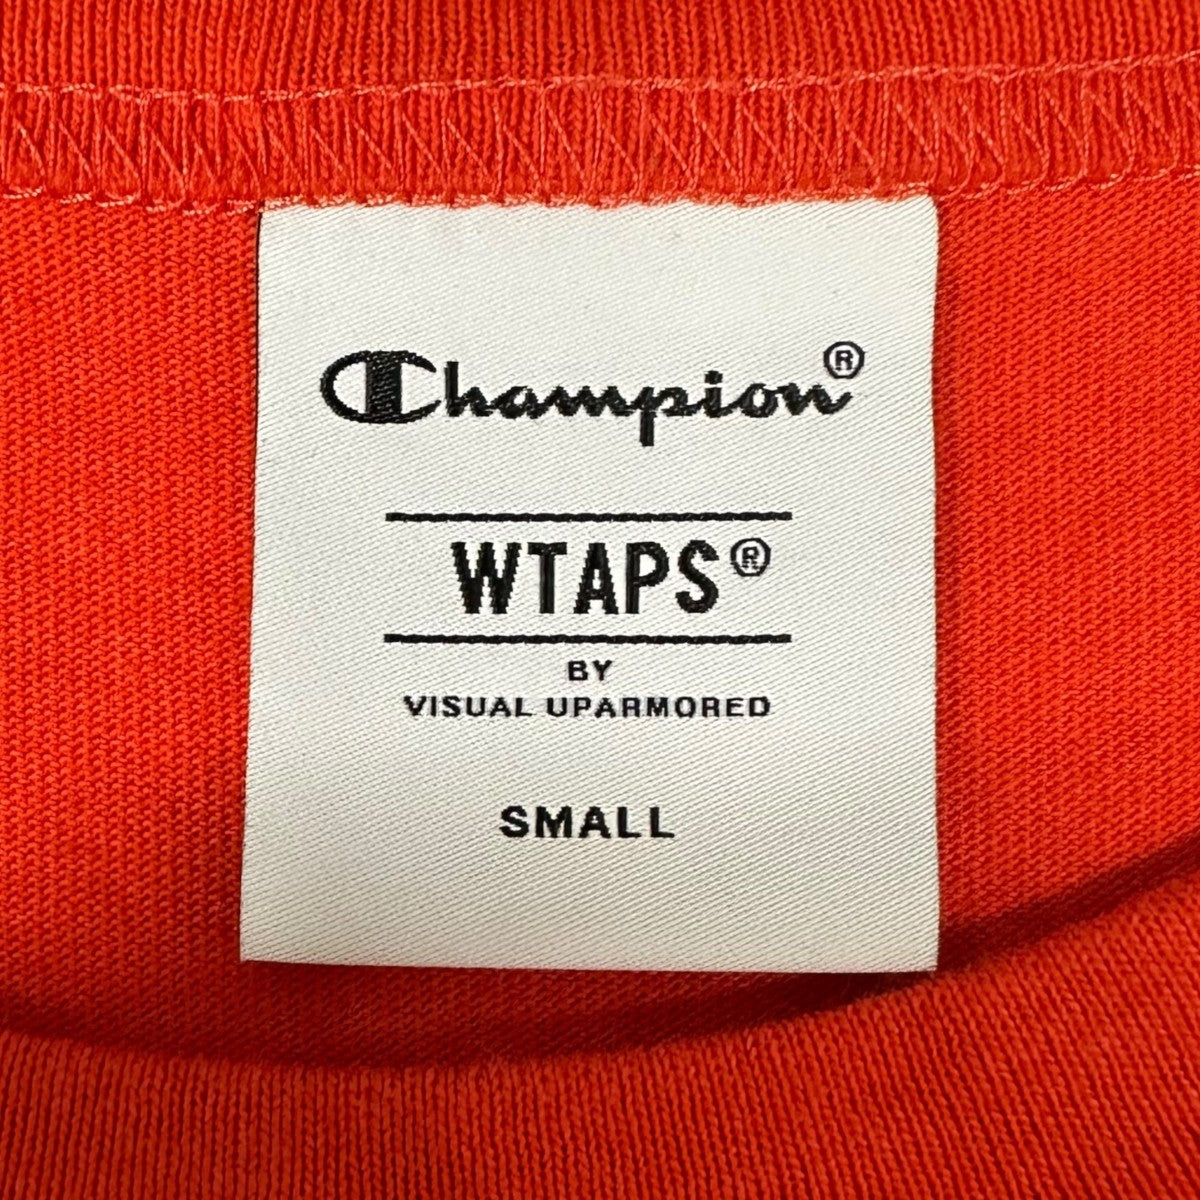 Champion®
WTAPS®
BY
VISUAL UPARMORED
SMALL